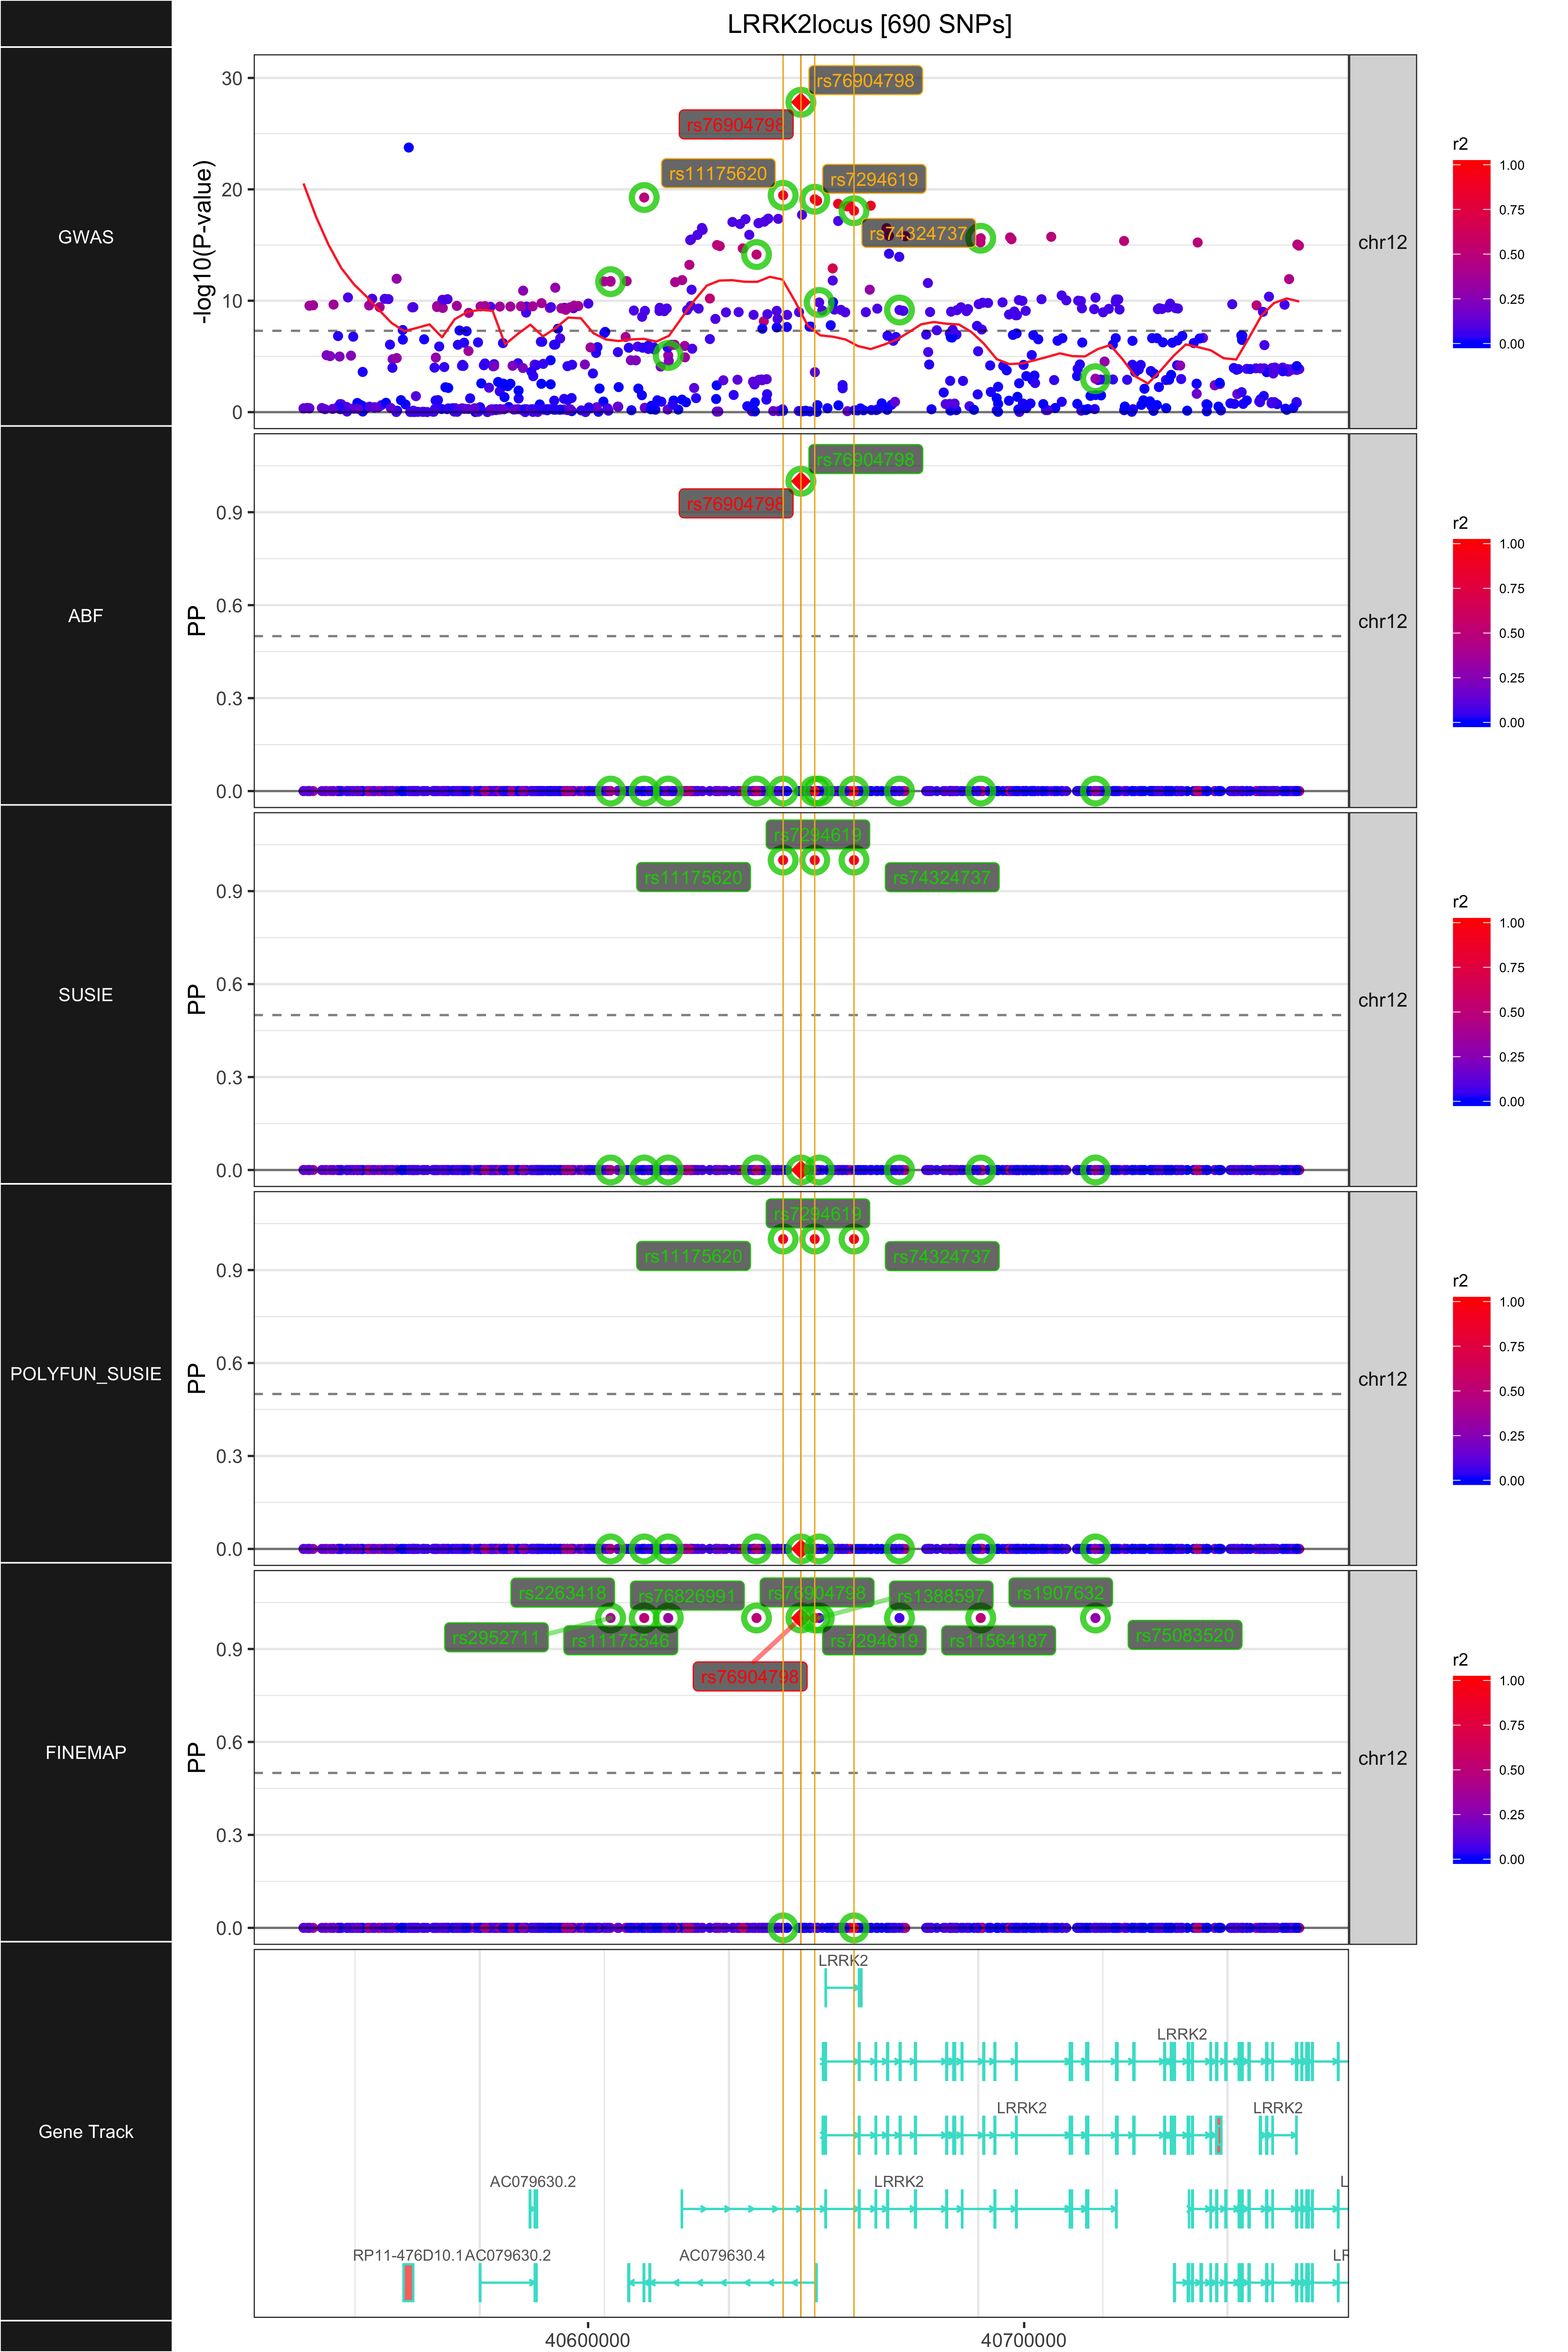 LRRK2locus [690 SNPs]
GWAS
-log10(P-value)
30
20
10
0
rs76904798
rs76904798
rs11175620
rs7294619
rs74324737
chr12
r2
1.00
0.75
0.50
0.25
0.00
ABF
PP
0.9
0.6
0.3
0.0
rs76904798
rs76904798
chr12
r2
1.00
0.75
0.50
0.25
0.00
SUSIE
PP
0.9
0.6
0.3
0.0
rs7294619
rs11175620
rs74324737
chr12
r2
1.00
0.75
0.50
0.25
0.00
POLYFUN_SUSIE
PP
0.9
0.6
0.3
0.0
rs7294619
rs11175620
rs74324737
chr12
r2
1.00
0.75
0.50
0.25
0.00
FINEMAP
PP
0.9
0.6
0.3
0.0
rs2263418
rs76826991
rs76904798
rs1388597
rs1907632
rs2952711
rs11175546
rs7294619
rs11564187
rs75083520
rs76904798
chr12
r2
1.00
0.75
0.50
0.25
0.00
Gene Track
LRRK2
LRRK2
LRRK2
LRRK2
AC079630.2
LRRK2
L
RP11-476D10.1
AC079630.2
AC079630.4
LR
40600000
40700000